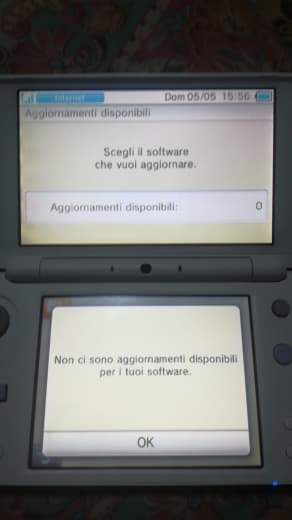 Internet
Dom 05/05 15:56
Aggiornamenti disponibili
Scegli il software
che vuoi aggiornare.
Aggiornamenti disponibili: 0
Non ci sono aggiornamenti disponibili
per i tuoi software.
OK